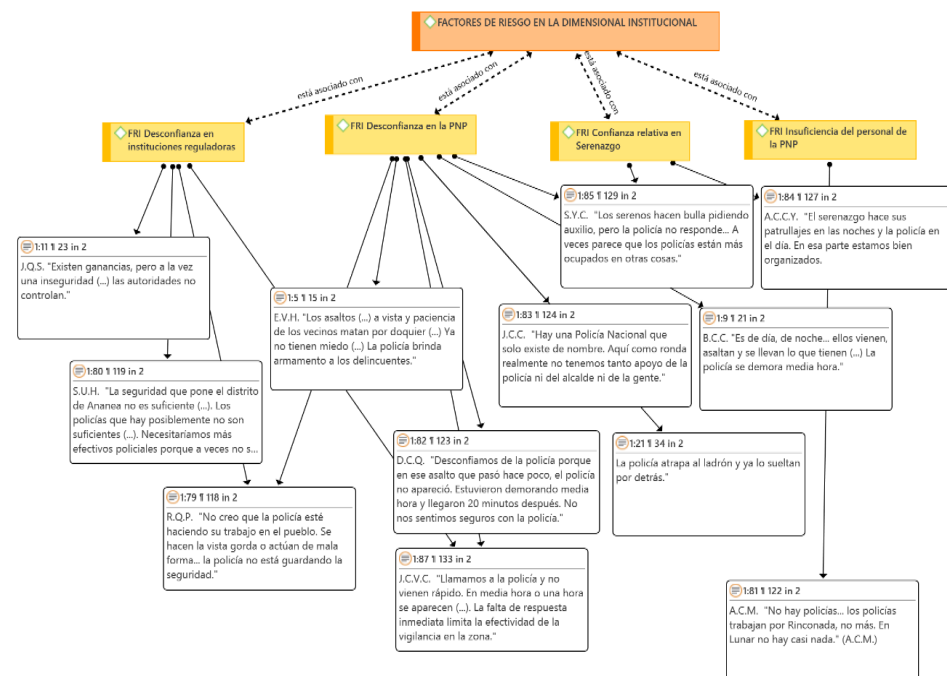 FACTORES DE RIESGO EN LA DIMENSIONAL INSTITUCIONAL
está asociado con
está asociado con
está asociado con
está asociado con
FRI Desconfianza en
instituciones reguladoras
FRI Desconfianza en la PNP
FRI Confianza relativa en
Serenazgo
FRI Insuficiencia del personal de
la PNP
1:85 ¶ 129 in 2
S.Y.C. "Los serenos hacen bulla pidiendo
auxilio, pero la policía no responde... A
veces parece que los policías están más
ocupados en otras cosas."
1:84 ¶ 127 in 2
A.C.C.Y. "El serenazgo hace sus
patrullajes en las noches y la policía en
el día. En esa parte estamos bien
organizados.
1:11 ¶ 23 in 2
J.Q.S. "Existen ganancias, pero a la vez
una inseguridad (...) las autoridades no
controlan."
1:5 ¶ 15 in 2
E.V.H. "Los asaltos (...) a vista y paciencia
de los vecinos matan por doquier (...) Ya
no tienen miedo (...) La policía brinda
armamento a los delincuentes."
1:83 ¶ 124 in 2
J.C.C. "Hay una Policía Nacional que
solo existe de nombre. Aquí como ronda
realmente no tenemos tanto apoyo de la
policía ni del alcalde ni de la gente."
1:9 ¶ 21 in 2
B.C.C. "Es de día, de noche... ellos vienen,
asaltan y se llevan lo que tienen (...) La
policía se demora media hora."
1:80 ¶ 119 in 2
S.U.H. "La seguridad que pone el distrito
de Ananea no es suficiente (...). Los
policías que hay posiblemente no son
suficientes (...). Necesitaríamos más
efectivos policiales porque a veces no s...
1:82 ¶ 123 in 2
D.C.Q. "Desconfiamos de la policía porque
en ese asalto que pasó hace poco, el policía
no apareció. Estuvieron demorando media
hora y llegaron 20 minutos después. No
nos sentimos seguros con la policía."
1:21 ¶ 34 in 2
La policía atrapa al ladrón y ya lo sueltan
por detrás."
1:79 ¶ 118 in 2
R.Q.P. "No creo que la policía esté
haciendo su trabajo en el pueblo. Se
hacen la vista gorda o actúan de mala
forma... la policía no está guardando la
seguridad."
1:87 ¶ 133 in 2
J.C.V.C. "Llamamos a la policía y no
vienen rápido. En media hora o una hora
se aparecen (...). La falta de respuesta
inmediata limita la efectividad de la
vigilancia en la zona."
1:81 ¶ 122 in 2
A.C.M. "No hay policías... los policías
trabajan por Rinconada, no más. En
Lunar no hay casi nada." (A.C.M.)